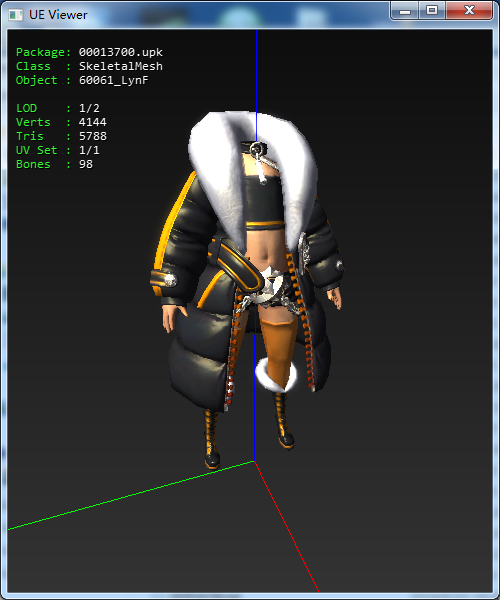 UE Viewer
Package: 00013700.upk
Class : SkeletalMesh
Object : 60061_LynF
LOD : 1/2
Verts : 4144
Tris : 5788
UV Set : 1/1
Bones : 98